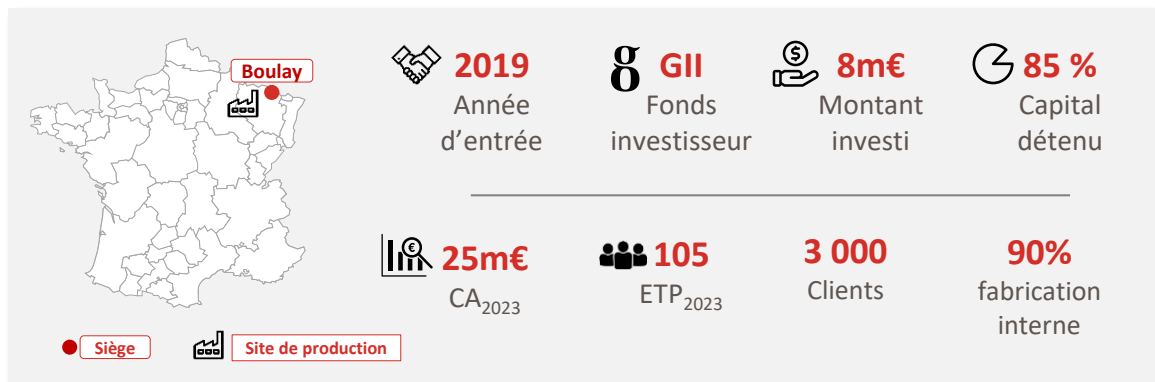 Boulay
Siège
Site de production
2019
Année
d’entrée
g
GII
Fonds
investisseur
$
8m€
Montant
investi
85 %
Capital
détenu
€
25m€
CA2023
105
ETP2023
3 000
Clients
90%
fabrication
interne